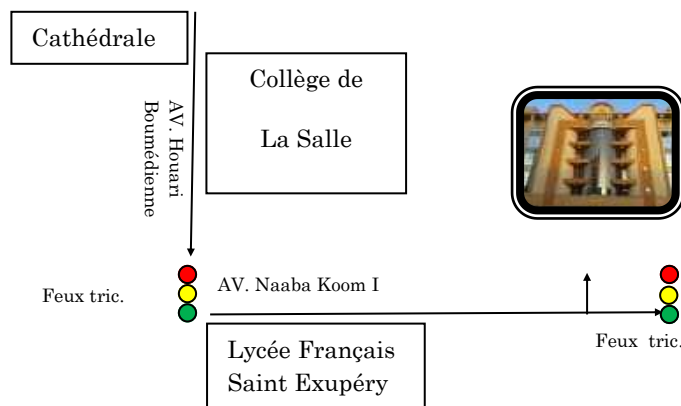 Cathédrale
Collège de
La Salle
AV. Houari
Boumédienne
Feux tric.
AV. Naaba Koom I
Feux tric.
Lycée Français
Saint Exupéry